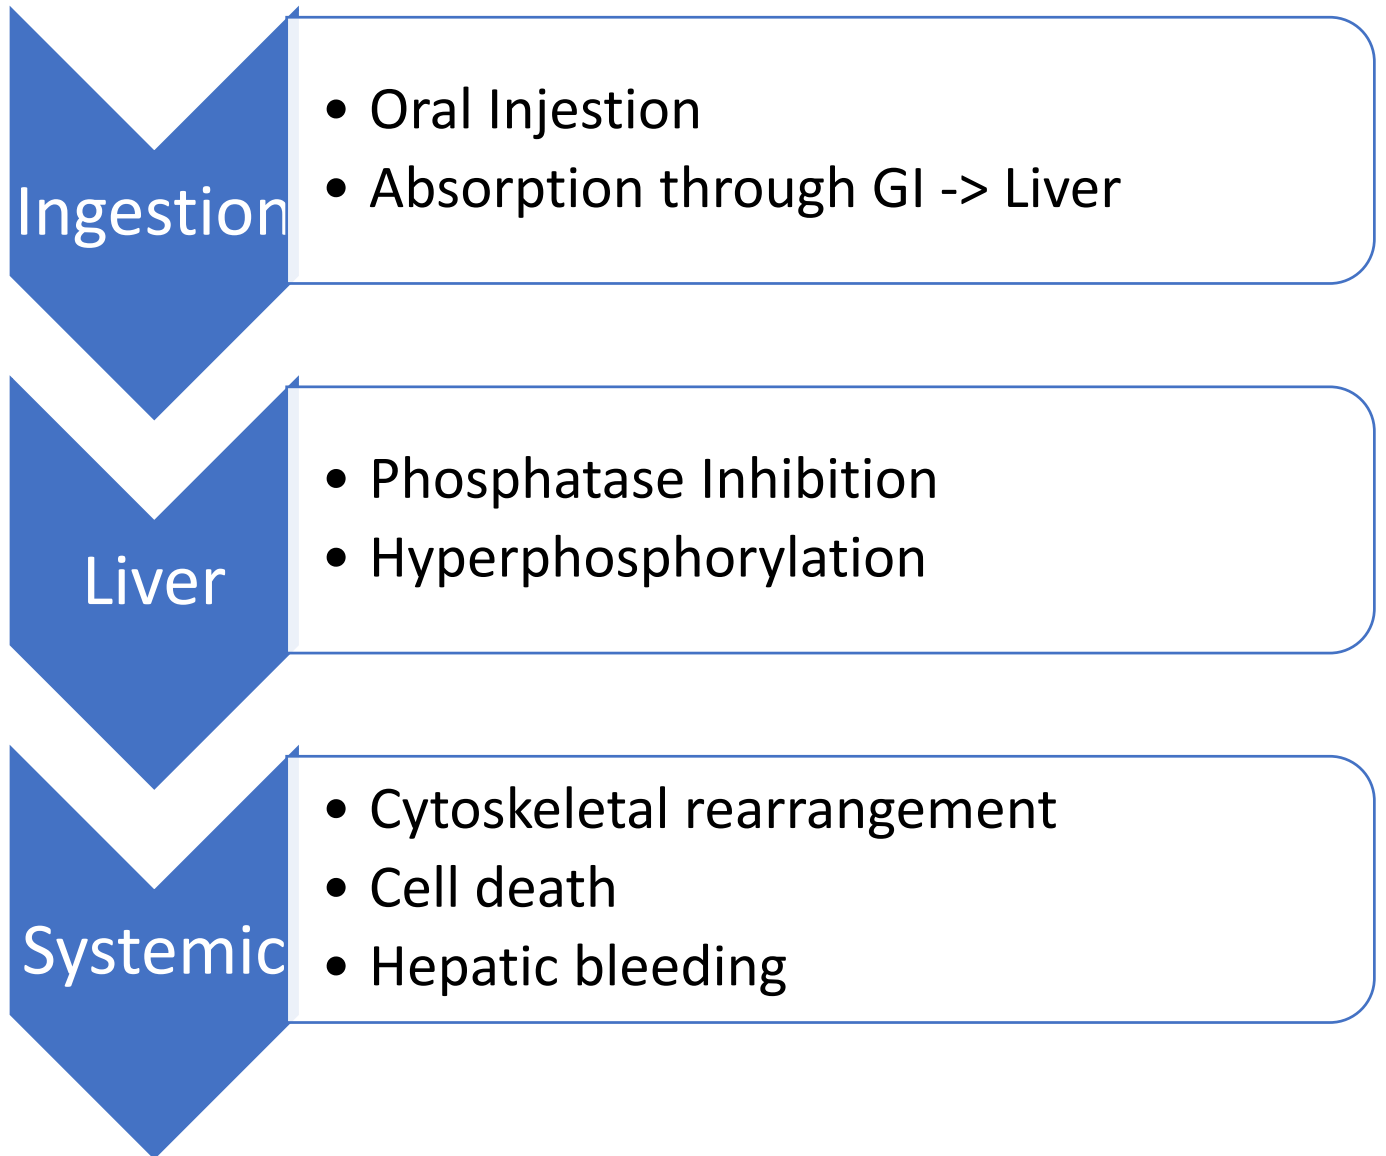 Ingestion
• Oral Injestion
• Absorption through GI -> Liver
Liver
• Phosphatase Inhibition
• Hyperphosphorylation
Systemic
• Cytoskeletal rearrangement
• Cell death
• Hepatic bleeding